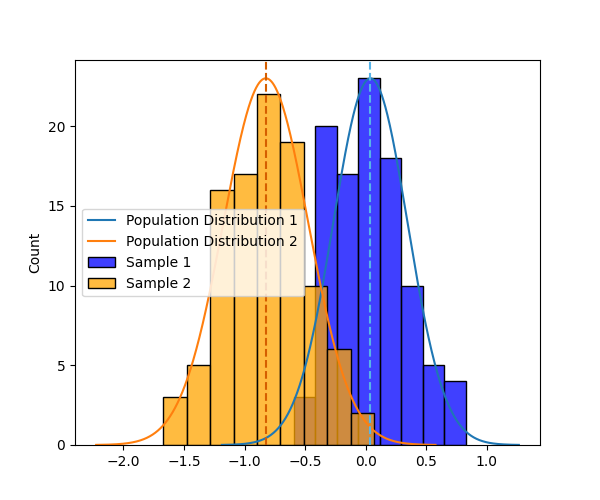 Count
20
15
10
5
0
Population Distribution 1
Population Distribution 2
Sample 1
Sample 2
−2.0 −1.5 −1.0 −0.5 0.0 0.5 1.0